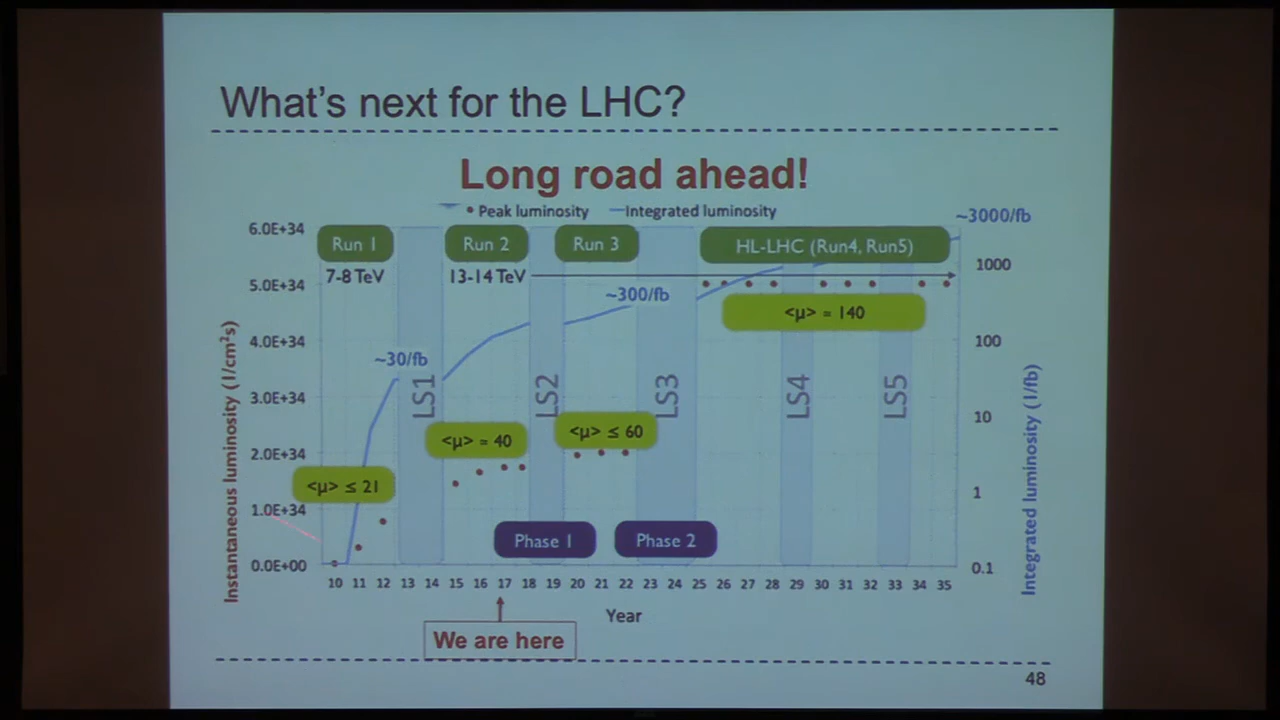 What's next for the LHC?
Long road ahead!
Peak luminosity Integrated luminosity
~3000/fb
6.0E+34
Run 1 Run 2 Run 3 HL-LHC (Run4, Run5)
1000
7-8 TeV 13-14 TeV
5.0E+34
~300/fb
<μ> = 140
4.0E+34 100
~30/fb
LS1 LS2 LS3 LS4 LS5
3.0E+34
10
<μ> = 40 <μ> ≤ 60
2.0E+34
<μ> ≤ 21
1
1.0E+34
Phase 1 Phase 2
0.0E+00 0.1
10 11 12 13 14 15 16 17 18 19 20 21 22 23 24 25 26 27 28 29 30 31 32 33 34 35
Year
Instantaneous luminosity (1/cm²s)
Integrated luminosity (1/fb)
We are here
48